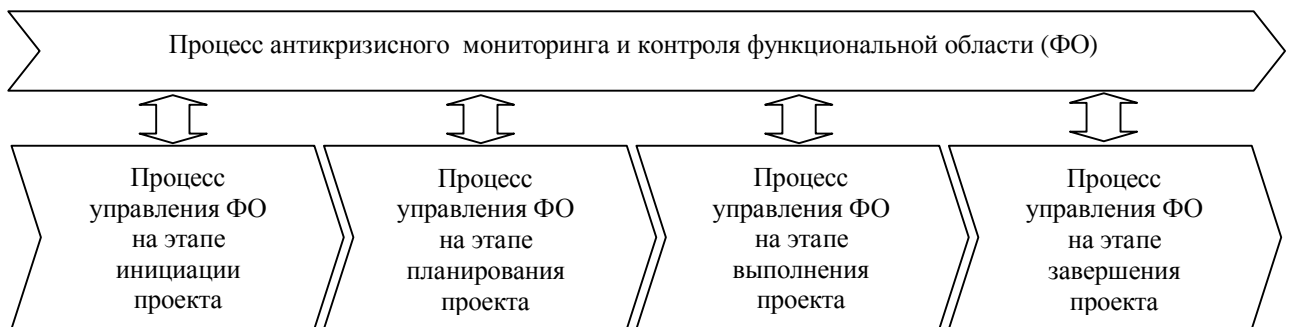 Процесс антикризисного мониторинга и контроля функциональной области (ФО)
Процесс
управления ФО
на этапе
инициации
проекта
Процесс
управления ФО
на этапе
планирования
проекта
Процесс
управления ФО
на этапе
выполнения
проекта
Процесс
управления ФО
на этапе
завершения
проекта